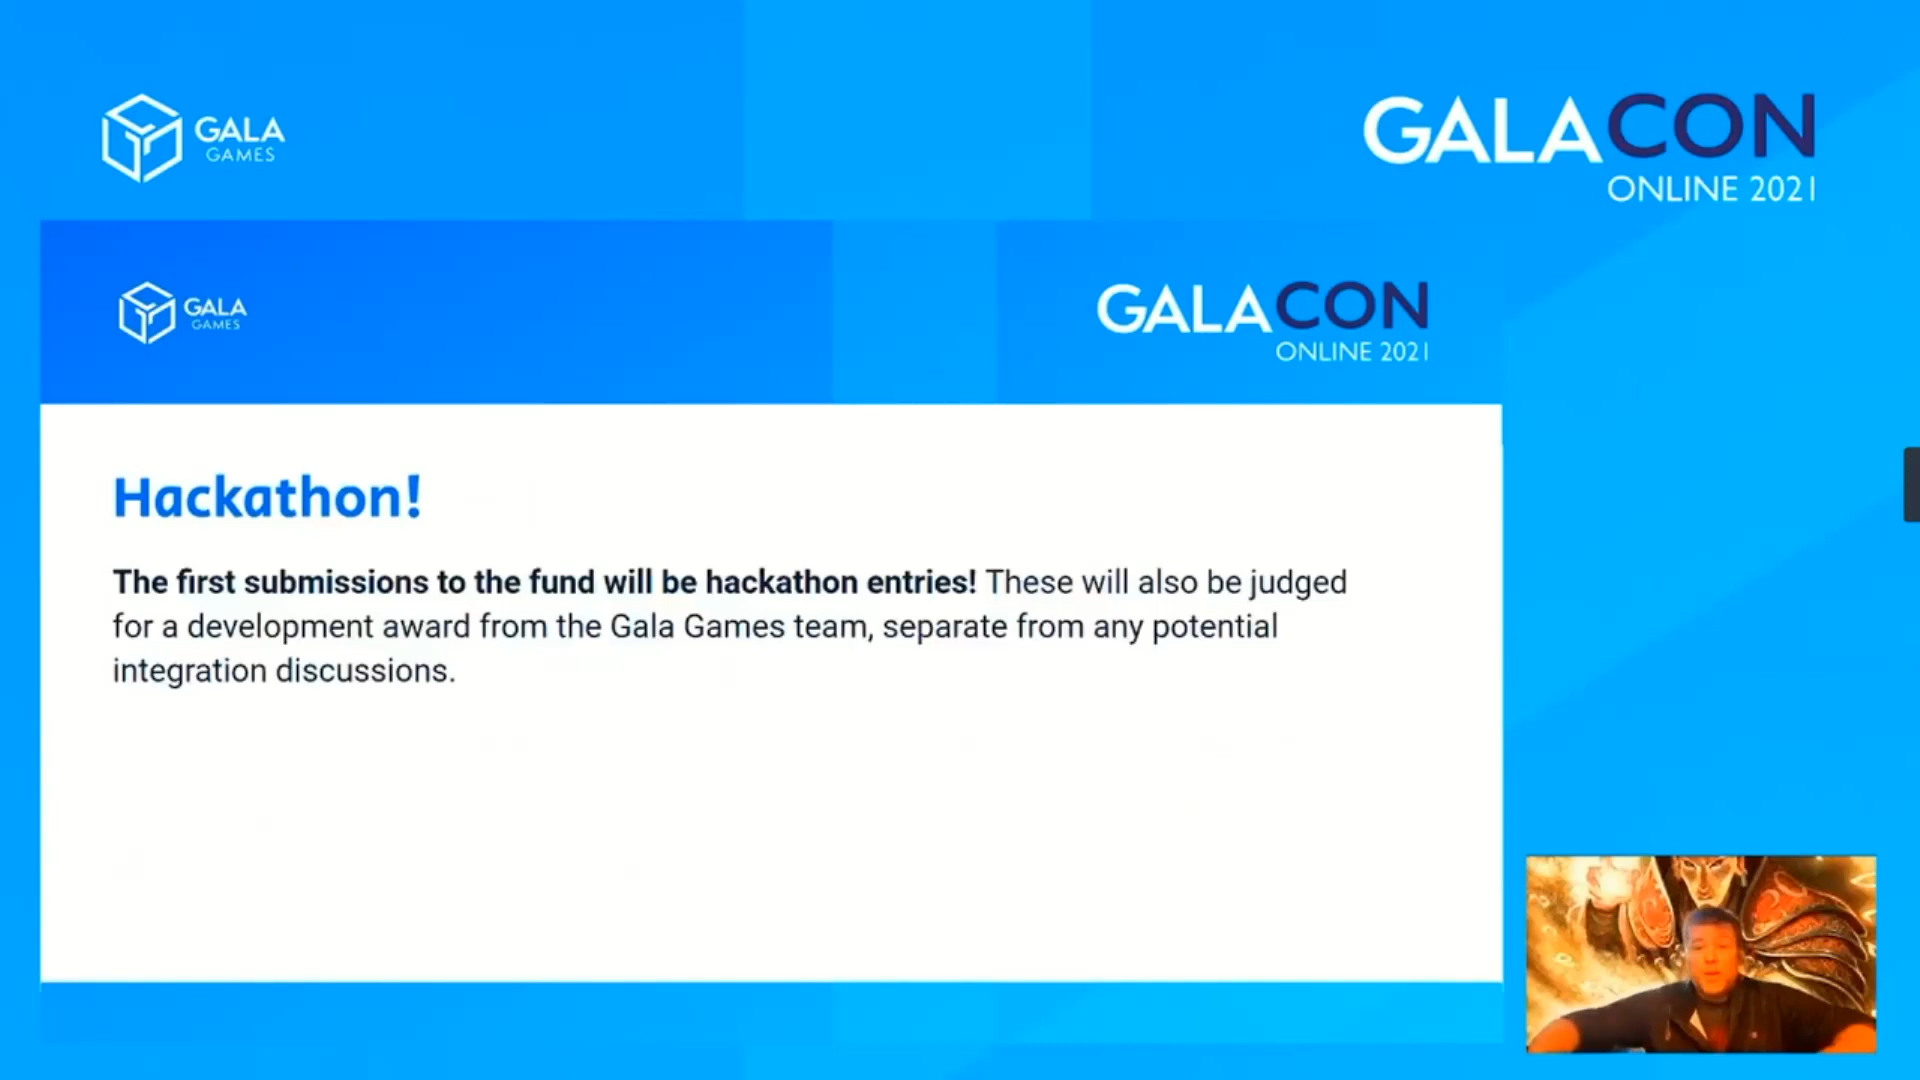 GALA
GAMES
GALACON
ONLINE 2021
GALA
GAMES
GALACON
ONLINE 2021
Hackathon!
The first submissions to the fund will be hackathon entries! These will also be judged
for a development award from the Gala Games team, separate from any potential
integration discussions.